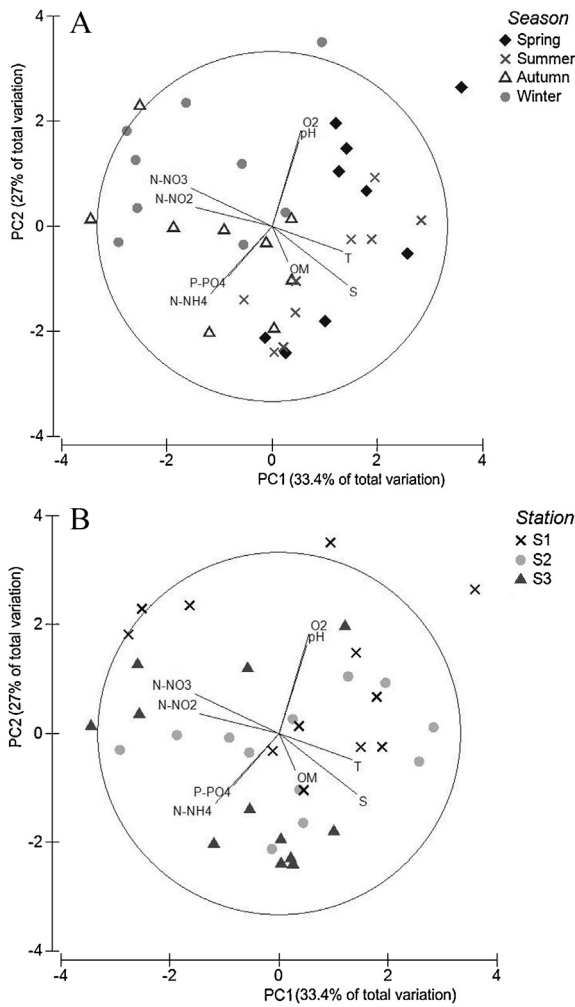 A
Season
Spring
Summer
Autumn
Winter
4
2
0
-2
-4
PC2 (27% of total variation)
O2
pH
N-NO3
N-NO2
T
OM
S
P-PO4
N-NH4
-4
-2
0
2
4
PC1 (33.4% of total variation)
B
Station
S1
S2
S3
4
2
0
-2
-4
PC2 (27% of total variation)
O2
pH
N-NO3
N-NO2
T
OM
P-PO4
S
N-NH4
-4
-2
0
2
4
PC1 (33.4% of total variation)